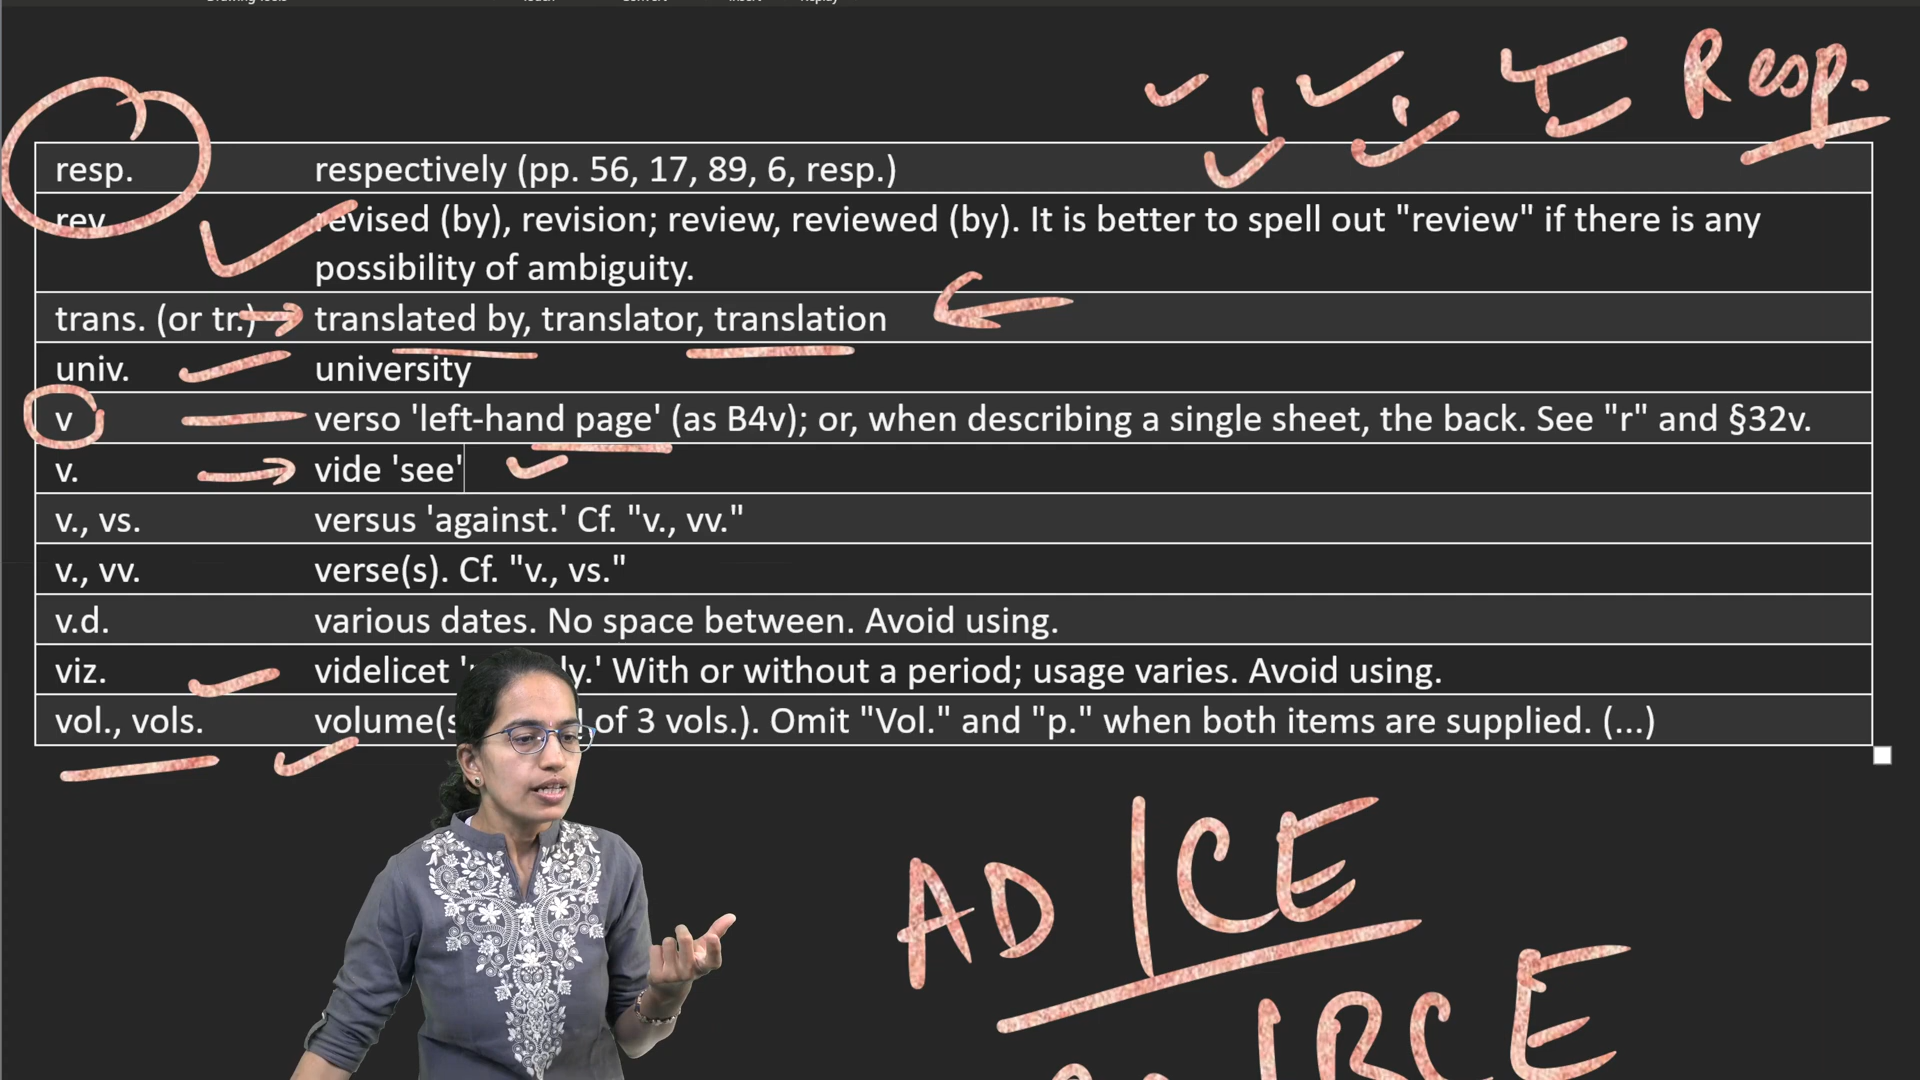 Resp.
resp. respectively (pp. 56, 17, 89, 6, resp.)
rev. revised (by), revision; review, reviewed (by). It is better to spell out "review" if there is any
possibility of ambiguity.
trans. (or tr.) translated by, translator, translation
univ. university
v verso 'left-hand page' (as B4v); or, when describing a single sheet, the back. See "r" and §32v.
v. vide 'see'
v., vs. versus 'against.' Cf. "v., vv."
v., vv. verse(s). Cf. "v., vs."
v.d. various dates. No space between. Avoid using.
viz. videlicet With or without a period; usage varies. Avoid using.
vol., vols. of 3 vols.). Omit "Vol." and "p." when both items are supplied. (...)
AD | CE
BCE